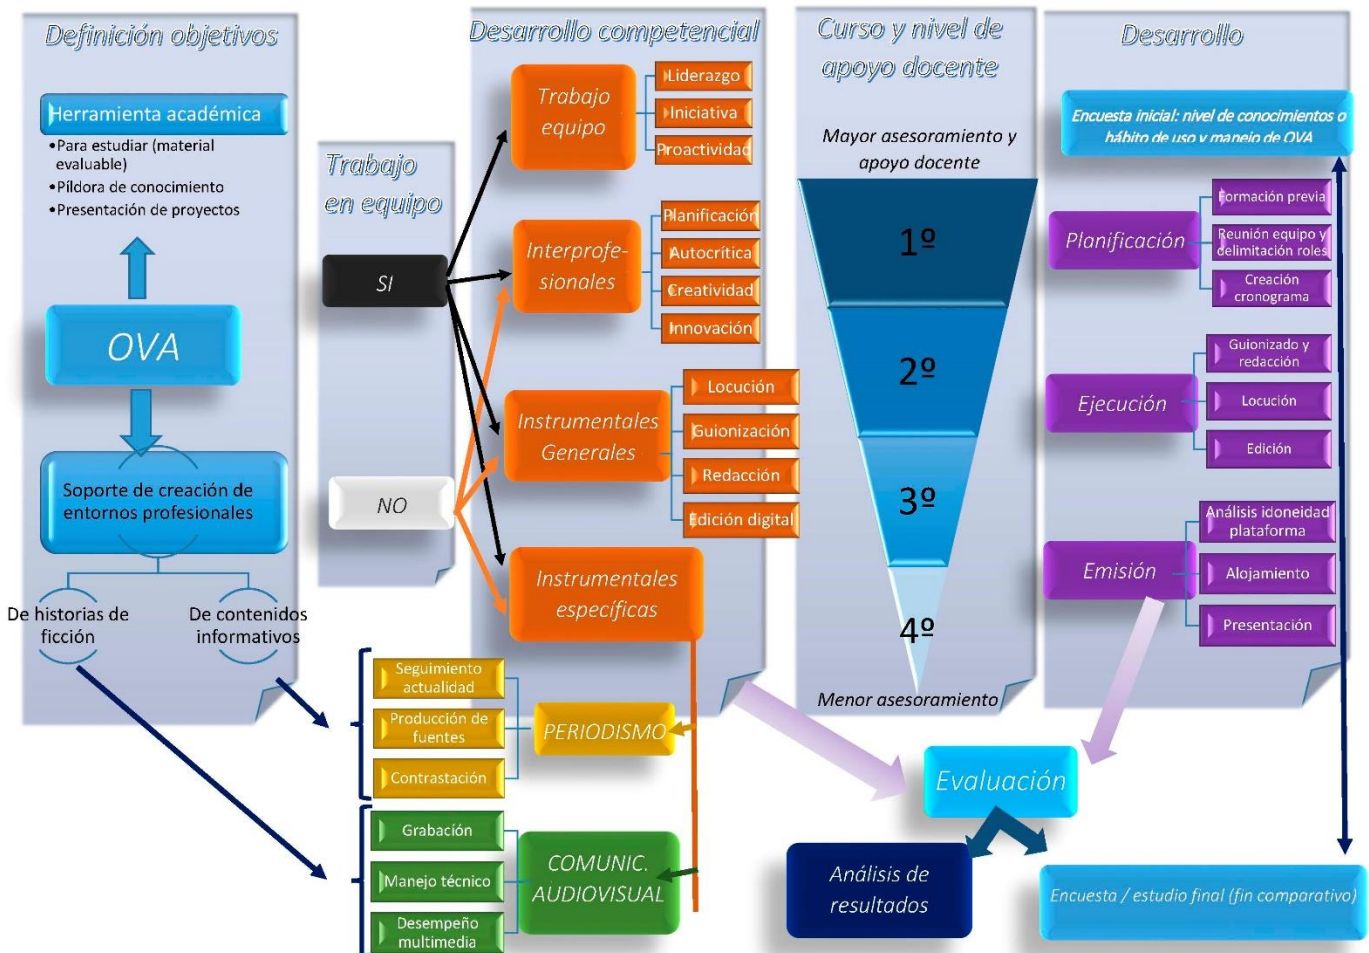 Definición objetivos
Herramienta académica
•Para estudiar (material
evaluable)
•Píldora de conocimiento
•Presentación de proyectos
OVA
Soporte de creación de
entornos profesionales
De historias de
ficción
De contenidos
informativos
Trabajo
en equipo
SI
NO
Desarrollo competencial
Trabajo
equipo
Liderazgo
Iniciativa
Proactividad
Interprofe-
sionales
Planificación
Autocrítica
Creatividad
Innovación
Instrumentales
Generales
Locución
Guionización
Redacción
Edición digital
Instrumentales
específicas
Seguimiento
actualidad
Producción de
fuentes
Contrastación
PERIODISMO
Grabación
Manejo técnico
Desempeño
multimedia
COMUNIC.
AUDIOVISUAL
Curso y nivel de
apoyo docente
Mayor asesoramiento y
apoyo docente
1º
2º
3º
4º
Menor asesoramiento
Desarrollo
Encuesta inicial: nivel de conocimientos o
hábito de uso y manejo de OVA
Planificación
Formación previa
Reunión equipo y
delimitación roles
Creación
cronograma
Ejecución
Guionizado y
redacción
Locución
Edición
Emisión
Análisis idoneidad
plataforma
Alojamiento
Presentación
Evaluación
Análisis de
resultados
Encuesta / estudio final (fin comparativo)